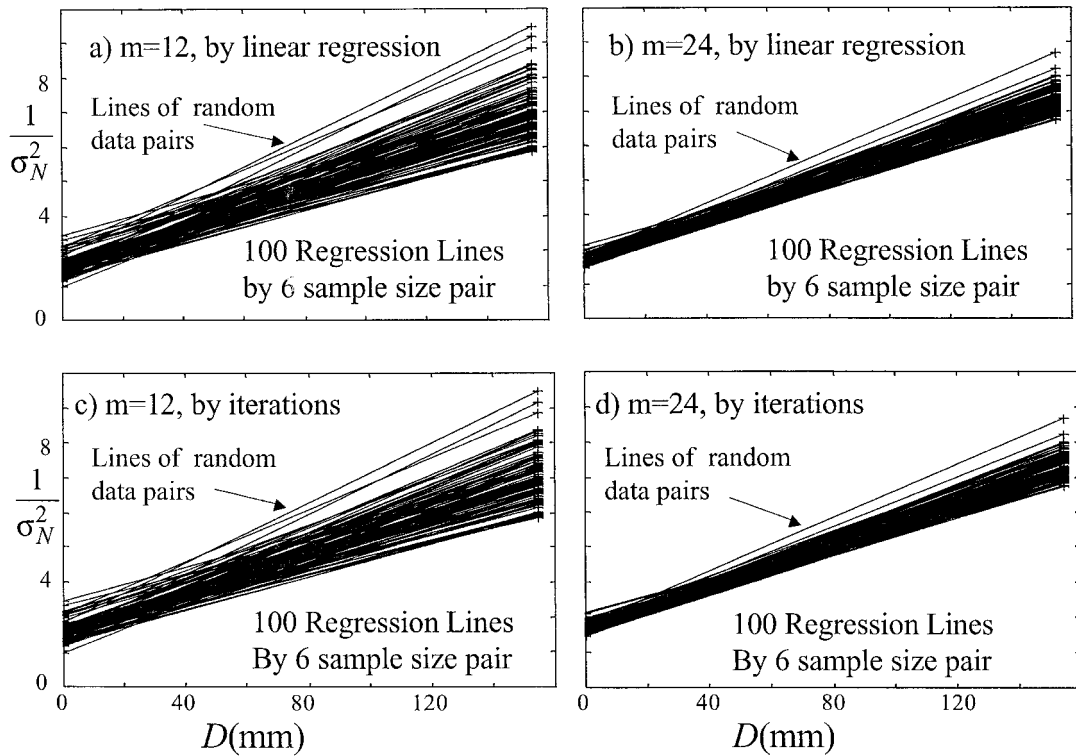 a) m=12, by linear regression
Lines of random
data pairs
100 Regression Lines
by 6 sample size pair
8
4
0
1
σ_N^2
b) m=24, by linear regression
Lines of random
data pairs
100 Regression Lines
by 6 sample size pair
c) m=12, by iterations
Lines of random
data pairs
100 Regression Lines
By 6 sample size pair
8
4
0
1
σ_N^2
0
40
80
120
D(mm)
d) m=24, by iterations
Lines of random
data pairs
100 Regression Lines
By 6 sample size pair
0
40
80
120
D(mm)